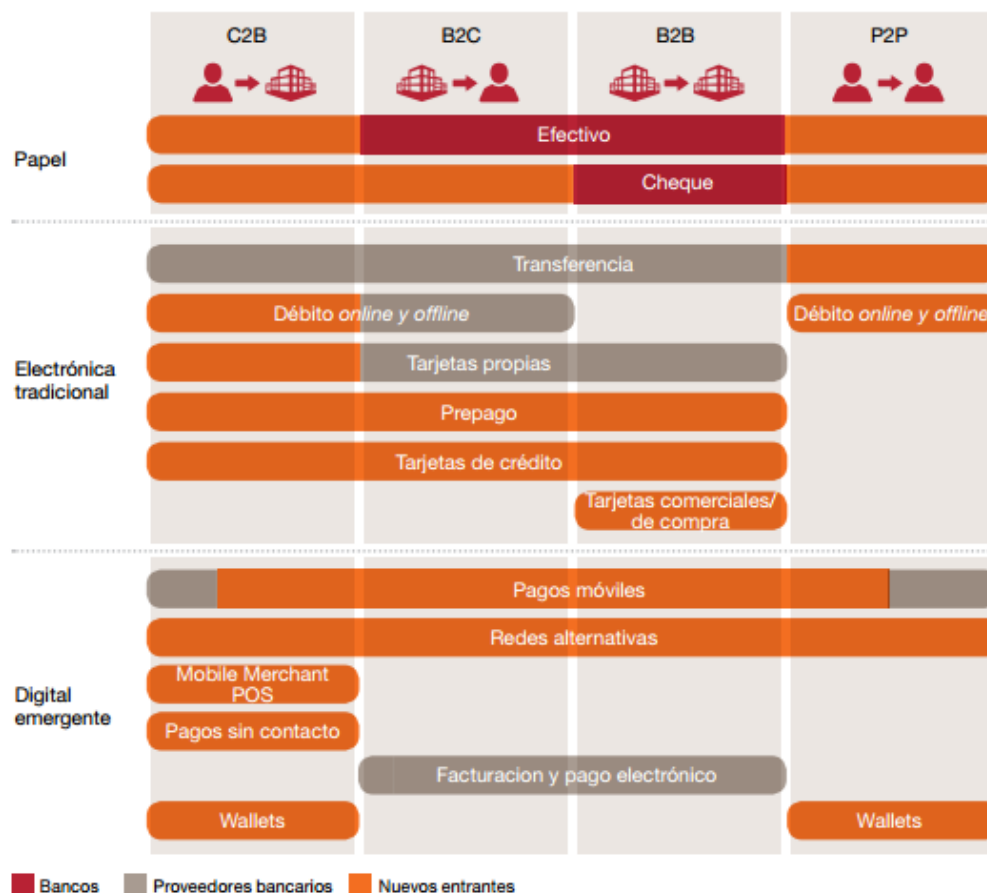 C2B
B2C
B2B
P2P
Papel
Efectivo
Cheque
Electrónica
tradicional
Transferencia
Débito online y offline
Débito online y offline
Tarjetas propias
Prepago
Tarjetas de crédito
Tarjetas comerciales/
de compra
Digital
emergente
Pagos móviles
Redes alternativas
Mobile Merchant
POS
Pagos sin contacto
Facturacion y pago electrónico
Wallets
Wallets
Bancos
Proveedores bancarios
Nuevos entrantes